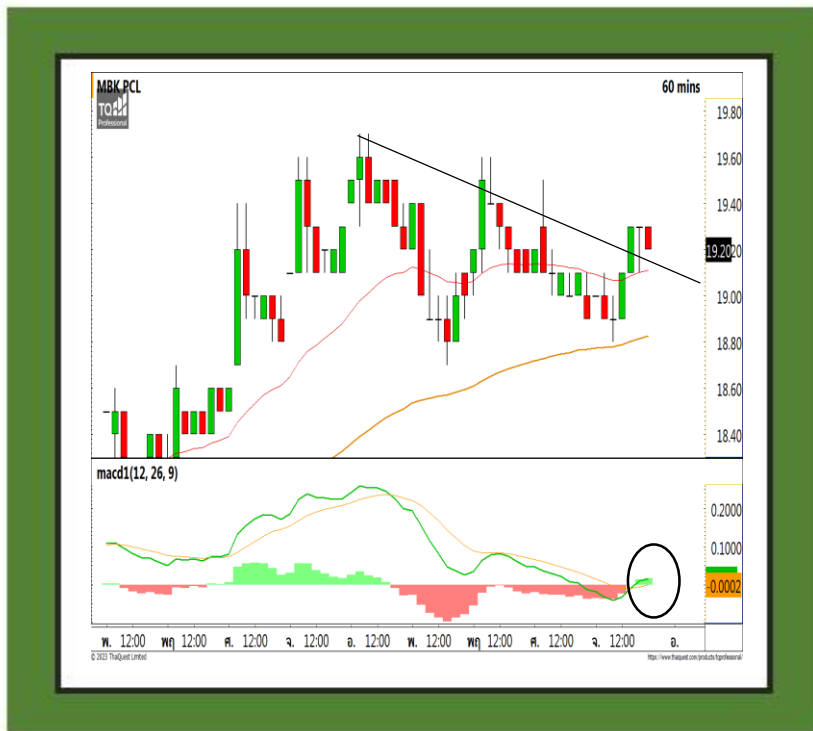 MBK PCL
60 mins
TQ
Professional
19.80
19.60
19.40
19.20
19.00
18.80
18.60
18.40
macd1(12, 26, 9)
0.2000
0.1000
-0.0002
พ. 12:00 พฤ 12:00 ศ. 12:00 จ. 12:00 อ. 12:00 พ. 12:00 พฤ 12:00 ศ. 12:00 จ. 12:00 อ.
© 2023 ThaiQuest Limited
https://www.thaiquest.com/products/tqprofessional/